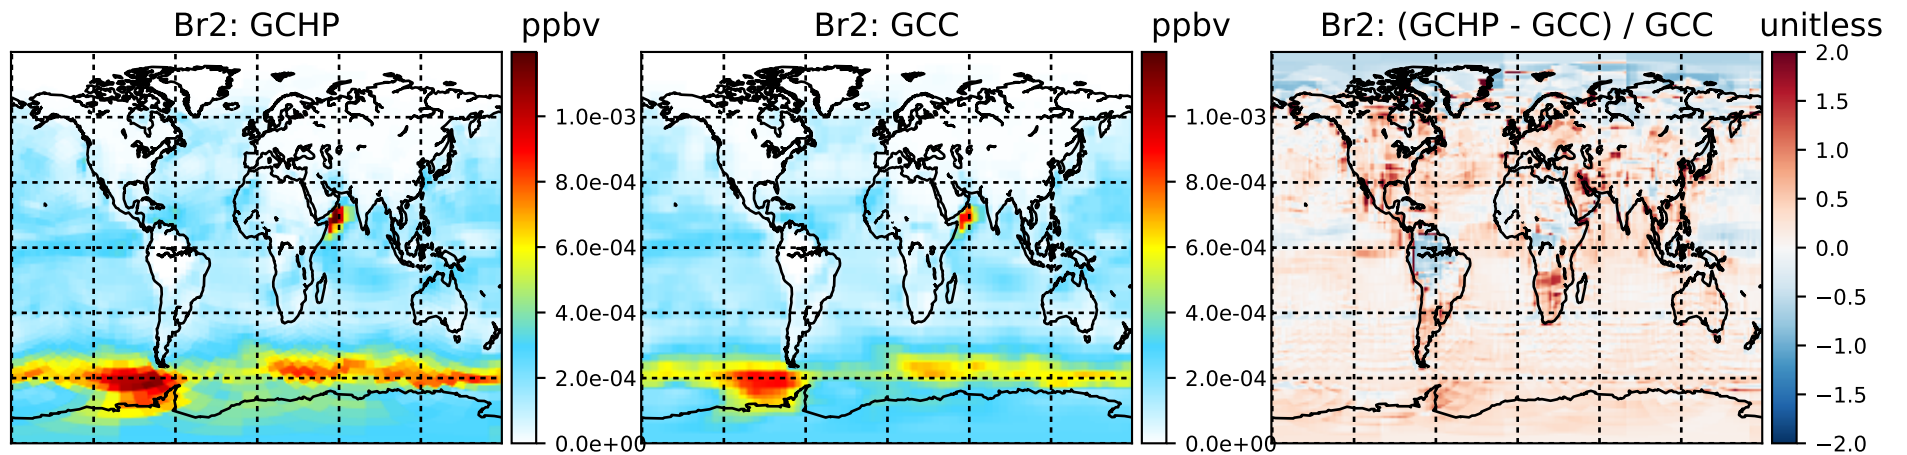 Br2: GCHP
ppbv
1.0e-03
8.0e-04
6.0e-04
4.0e-04
2.0e-04
0.0e+00
Br2: GCC
ppbv
1.0e-03
8.0e-04
6.0e-04
4.0e-04
2.0e-04
0.0e+00
Br2: (GCHP - GCC) / GCC
unitless
2.0
1.5
1.0
0.5
0.0
−0.5
−1.0
−1.5
−2.0